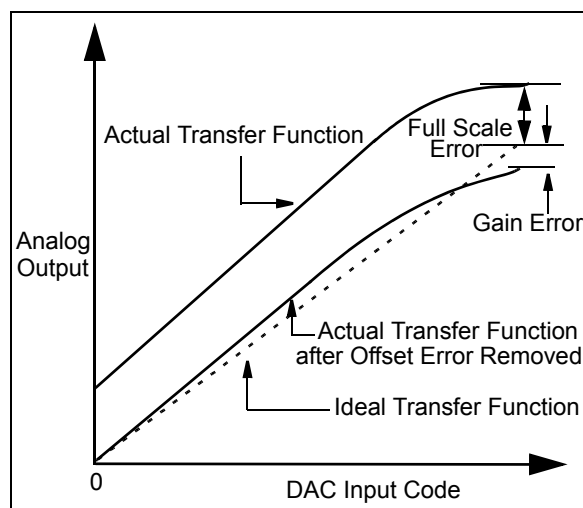 Actual Transfer Function
Full Scale
Error
Analog
Output
Gain Error
Actual Transfer Function
after Offset Error Removed
Ideal Transfer Function
0
DAC Input Code